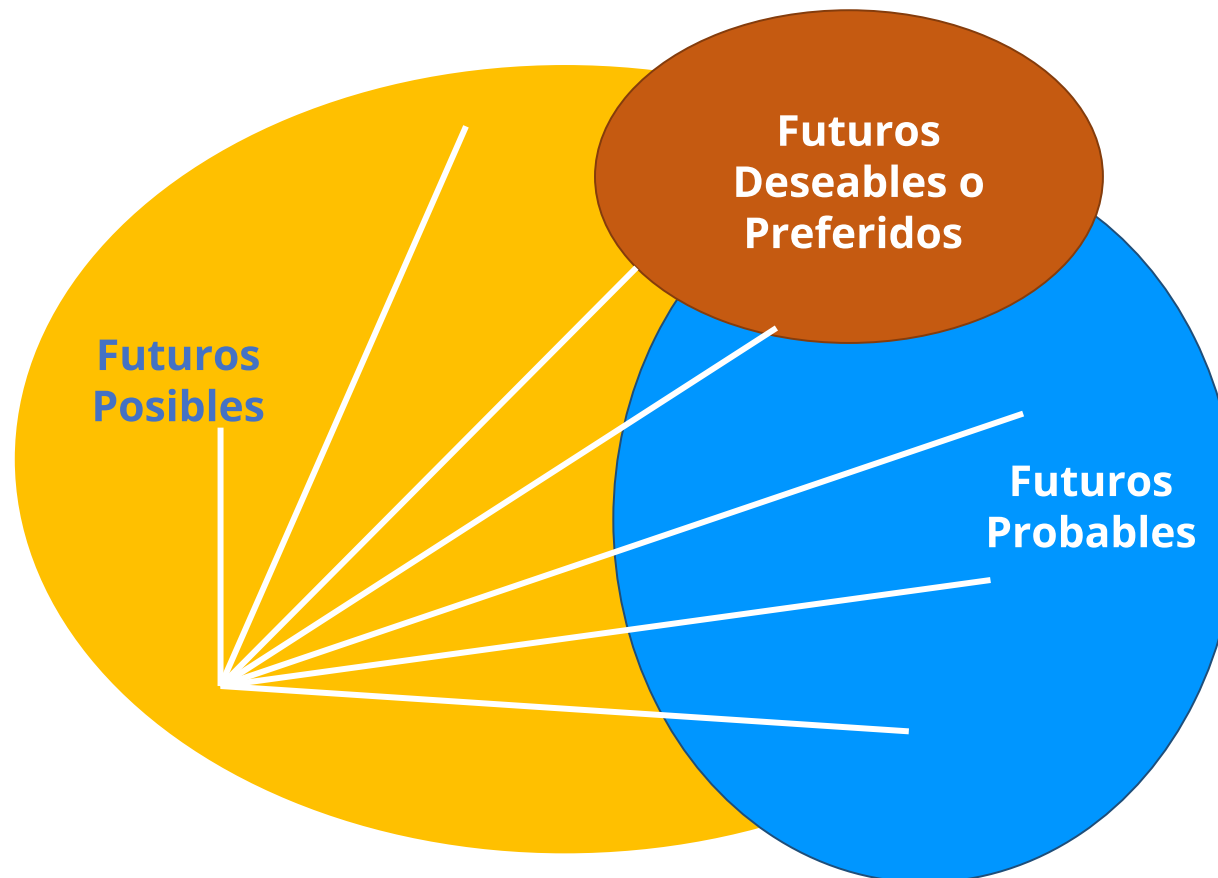 Futuros
Deseables o
Preferidos
Futuros
Posibles
Futuros
Probables